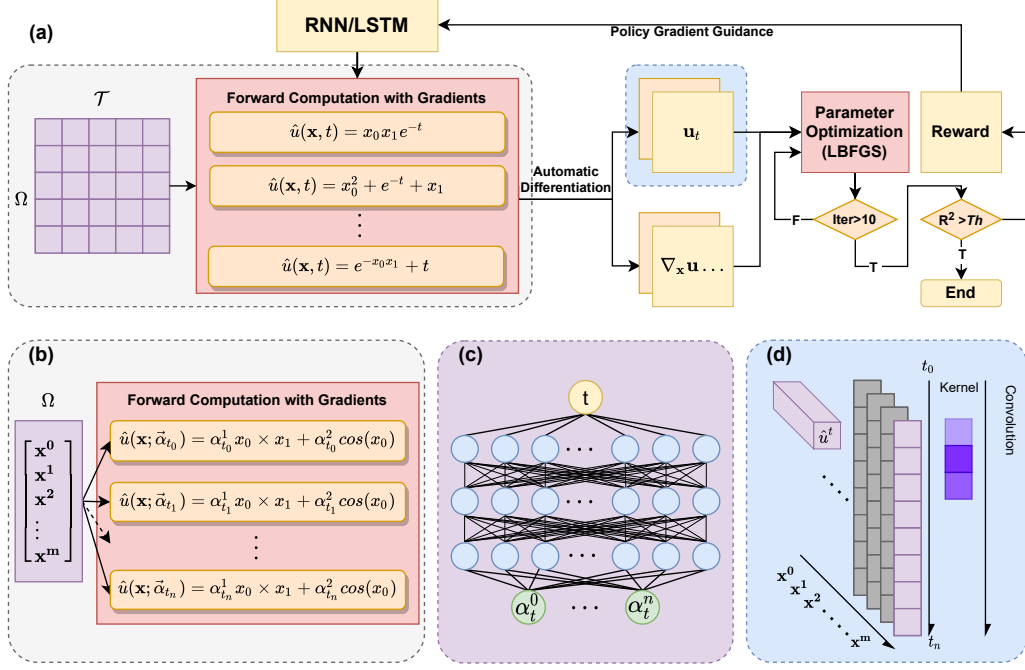 (a)
RNN/LSTM
Policy Gradient Guidance
𝒯
Ω
Forward Computation with Gradients
û(𝐱, t) = x₀x₁e⁻ᵗ
û(𝐱, t) = x₀² + e⁻ᵗ + x₁
⋮
û(𝐱, t) = e^{-x₀x₁} + t
Automatic
Differentiation
𝐮ₜ
∇ₓ𝐮 …
Parameter
Optimization
(LBFGS)
Reward
Iter>10
F
T
R² >Th
T
End
(b)
Ω
𝐱⁰
𝐱¹
𝐱²
⋮
𝐱ᵐ
Forward Computation with Gradients
û(𝐱; α⃗_{t₀}) = α¹_{t₀} x₀ × x₁ + α²_{t₀} cos(x₀)
û(𝐱; α⃗_{t₁}) = α¹_{t₁} x₀ × x₁ + α²_{t₁} cos(x₀)
⋮
û(𝐱; α⃗_{tₙ}) = α¹_{tₙ} x₀ × x₁ + α²_{tₙ} cos(x₀)
(c)
t
…
…
…
α⁰ₜ … αⁿₜ
(d)
ûᵗ
t₀
Kernel
Convolution
𝐱⁰
𝐱¹
𝐱²
𝐱ᵐ
tₙ